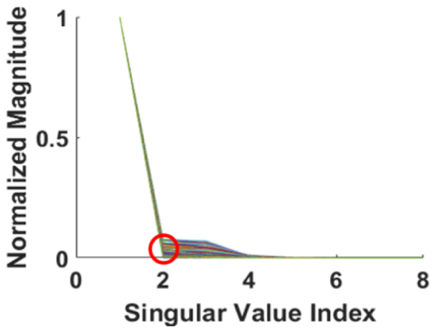 Normalized Magnitude
1
0.5
0
0 2 4 6 8
Singular Value Index